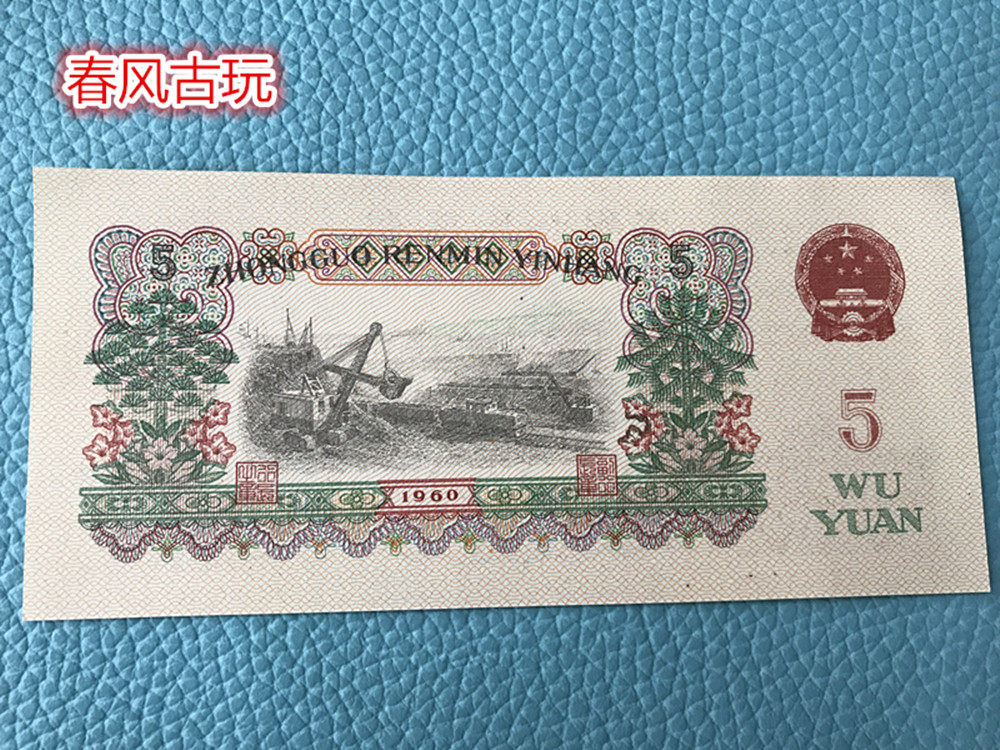 春风古玩
5 ZHONGGUO RENMIN YINHANG 5
5
1960
WU
YUAN